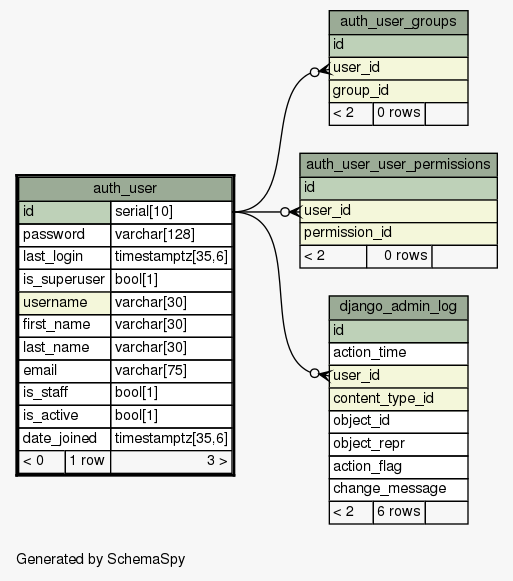 auth_user_groups
id
user_id
group_id
< 2 0 rows
auth_user_user_permissions
id
user_id
permission_id
< 2 0 rows
auth_user
id serial[10]
password varchar[128]
last_login timestamptz[35,6]
is_superuser bool[1]
username varchar[30]
first_name varchar[30]
last_name varchar[30]
email varchar[75]
is_staff bool[1]
is_active bool[1]
date_joined timestamptz[35,6]
< 0 1 row 3 >
django_admin_log
id
action_time
user_id
content_type_id
object_id
object_repr
action_flag
change_message
< 2 6 rows
Generated by SchemaSpy